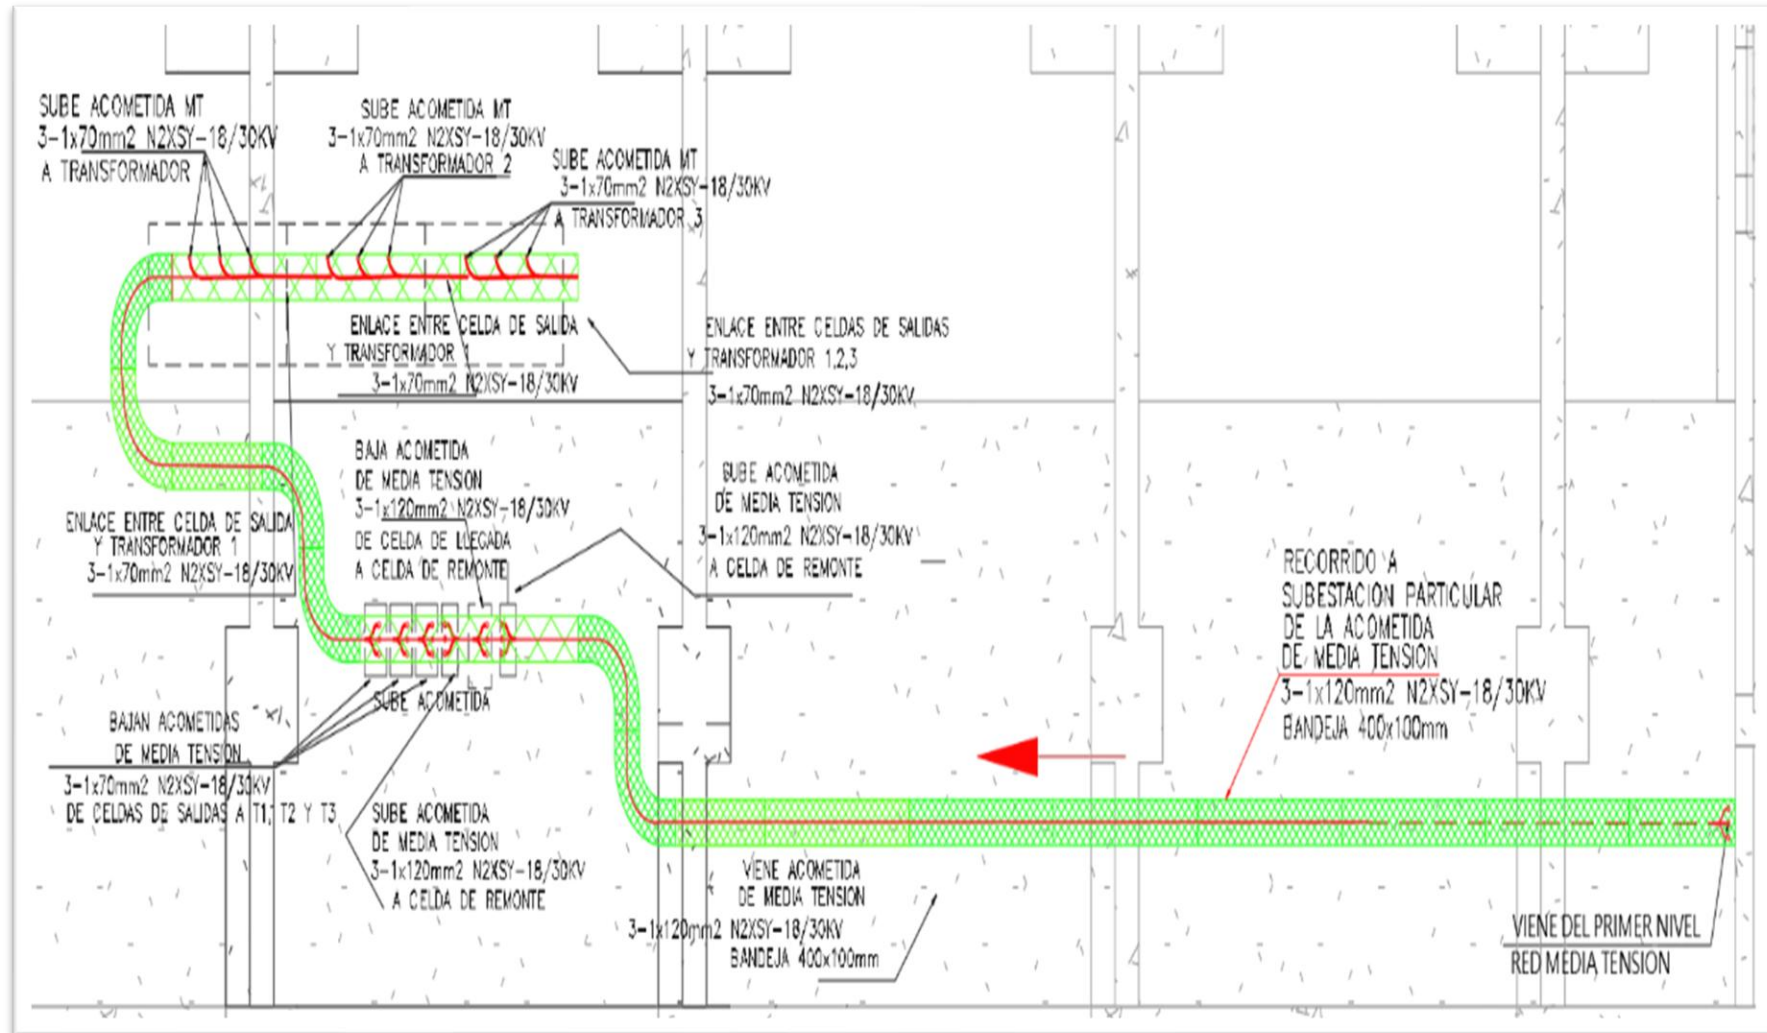 SUBE ACOMETIDA MT
3-1x70mm2 N2XSY-18/30KV
A TRANSFORMADOR 1
SUBE ACOMETIDA MT
3-1x70mm2 N2XSY-18/30KV
A TRANSFORMADOR 2
SUBE ACOMETIDA MT
3-1x70mm2 N2XSY-18/30KV
A TRANSFORMADOR 3
ENLACE ENTRE CELDA DE SALIDA
Y TRANSFORMADOR 1
3-1x70mm2 N2XSY-18/30KV
ENLACE ENTRE CELDAS DE SALIDAS
Y TRANSFORMADOR 1,2,3
3-1x70mm2 N2XSY-18/30KV
ENLACE ENTRE CELDA DE SALIDA
Y TRANSFORMADOR 1
3-1x70mm2 N2XSY-18/30KV
BAJA ACOMETIDA
DE MEDIA TENSION
3-1x120mm2 N2XSY-18/30KV
DE CELDA DE LLEGADA
A CELDA DE REMONTE
SUBE ACOMETIDA
DE MEDIA TENSION
3-1x120mm2 N2XSY-18/30KV
A CELDA DE REMONTE
RECORRIDO A
SUBESTACION PARTICULAR
DE LA ACOMETIDA
DE MEDIA TENSION
3-1x120mm2 N2XSY-18/30KV
BANDEJA 400x100mm
SUBE ACOMETIDA
BAJAN ACOMETIDAS
DE MEDIA TENSION
3-1x70mm2 N2XSY-18/30KV
DE CELDAS DE SALIDAS A T1, T2 Y T3
SUBE ACOMETIDA
DE MEDIA TENSION
3-1x120mm2 N2XSY-18/30KV
A CELDA DE REMONTE
VIENE ACOMETIDA
DE MEDIA TENSION
3-1x120mm2 N2XSY-18/30KV
BANDEJA 400x100mm
VIENE DEL PRIMER NIVEL
RED MEDIA TENSION